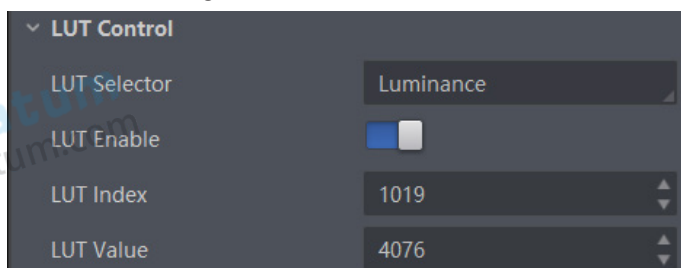 LUT Control
LUT Selector Luminance
LUT Enable
LUT Index 1019
LUT Value 4076